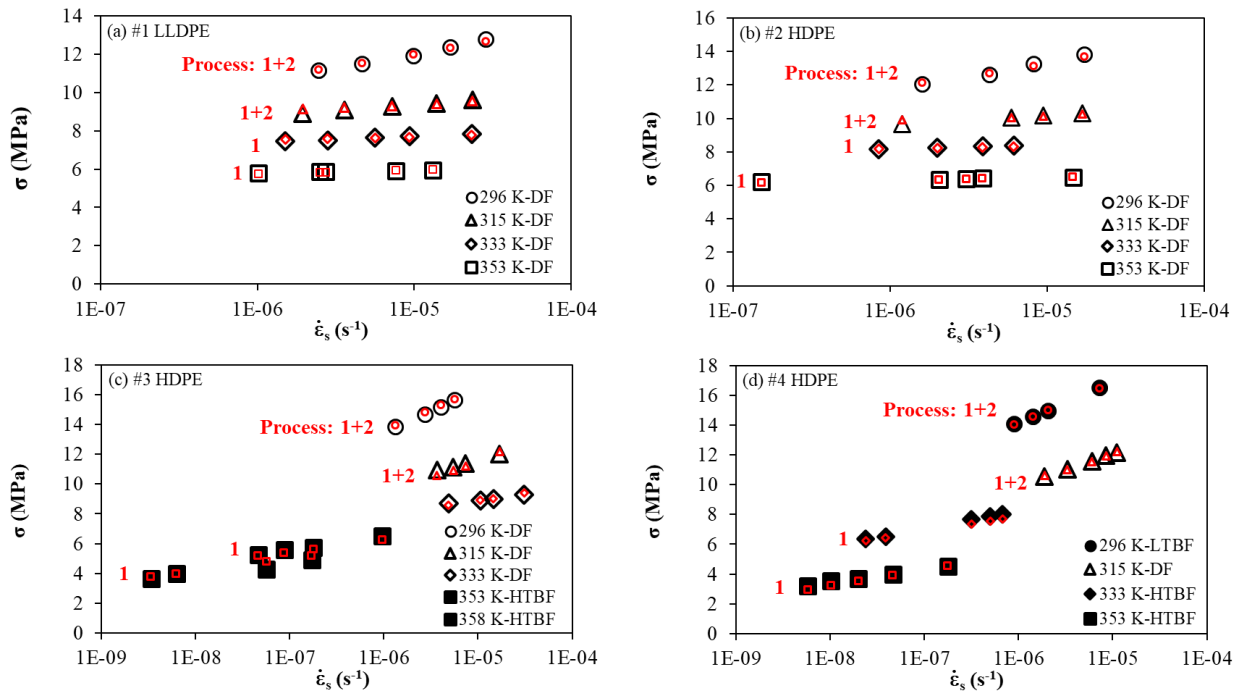 (a) #1 LLDPE
σ (MPa)
14
12
10
8
6
4
2
0
Process: 1+2
1+2
1
1
296 K-DF
315 K-DF
333 K-DF
353 K-DF
1E-07 1E-06 1E-05 1E-04
ε̇s (s-1)
(b) #2 HDPE
σ (MPa)
16
14
12
10
8
6
4
2
0
Process: 1+2
1+2
1
1
296 K-DF
315 K-DF
333 K-DF
353 K-DF
1E-07 1E-06 1E-05 1E-04
ε̇s (s-1)
(c) #3 HDPE
σ (MPa)
18
16
14
12
10
8
6
4
2
0
Process: 1+2
1+2
1
1
296 K-DF
315 K-DF
333 K-DF
353 K-HTBF
358 K-HTBF
1E-09 1E-08 1E-07 1E-06 1E-05 1E-04
ε̇s (s-1)
(d) #4 HDPE
σ (MPa)
18
16
14
12
10
8
6
4
2
0
Process: 1+2
1+2
1
1
296 K-LTBF
315 K-DF
333 K-HTBF
353 K-HTBF
1E-09 1E-08 1E-07 1E-06 1E-05 1E-04
ε̇s (s-1)